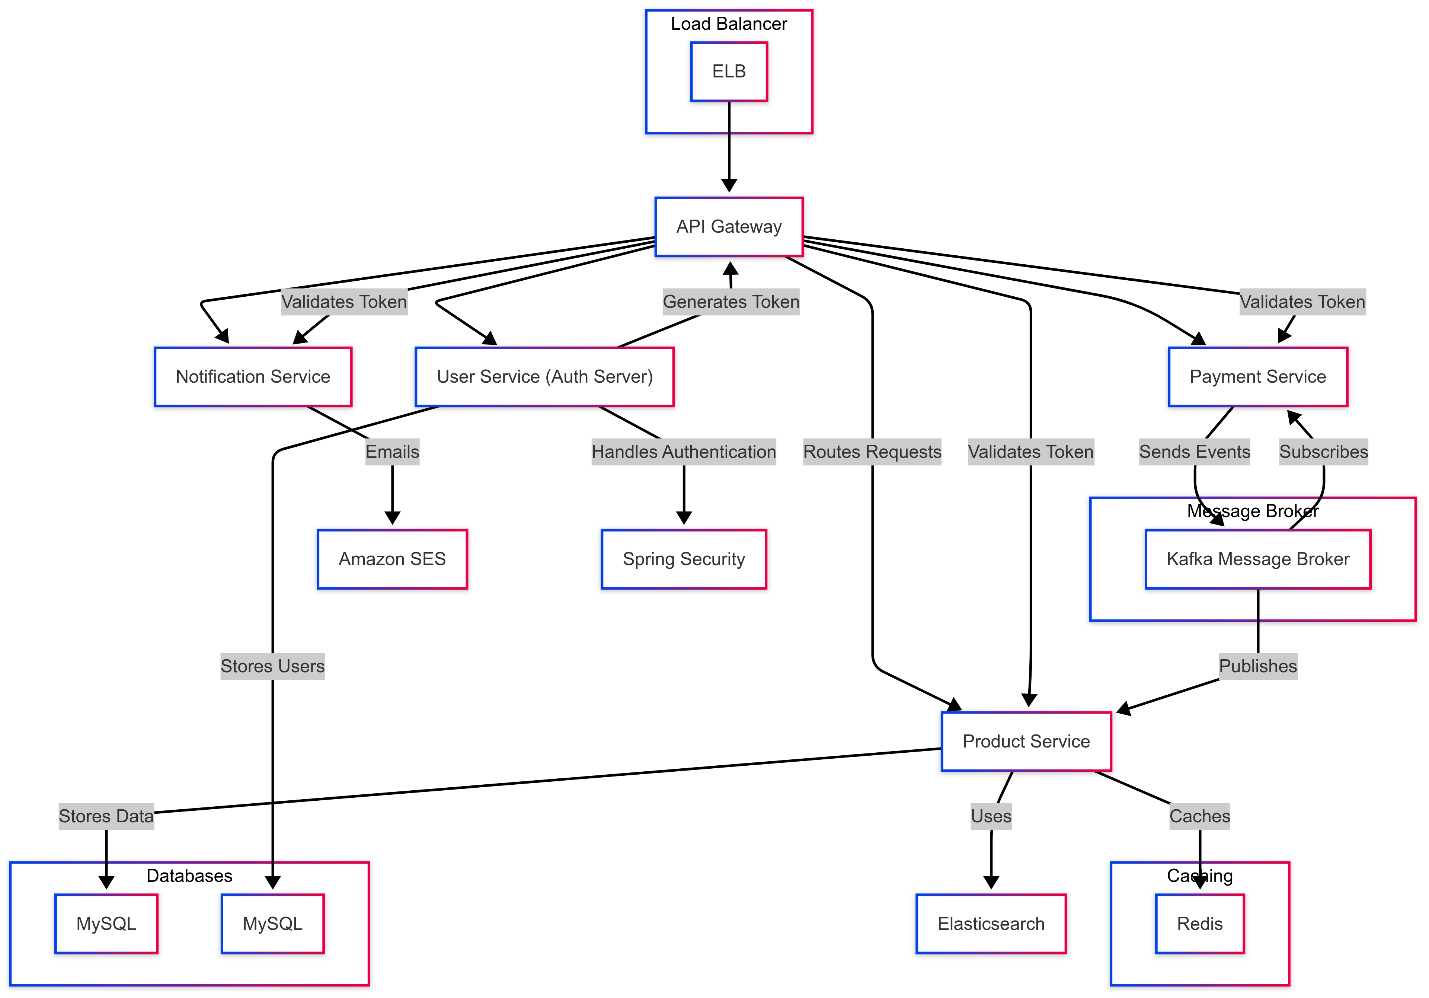 Load Balancer
ELB
API Gateway
Validates Token
Generates Token
Validates Token
Notification Service
User Service (Auth Server)
Payment Service
Emails
Handles Authentication
Routes Requests
Validates Token
Sends Events
Subscribes
Message Broker
Amazon SES
Spring Security
Kafka Message Broker
Stores Users
Publishes
Product Service
Stores Data
Uses
Caches
Databases
Caching
MySQL
MySQL
Elasticsearch
Redis